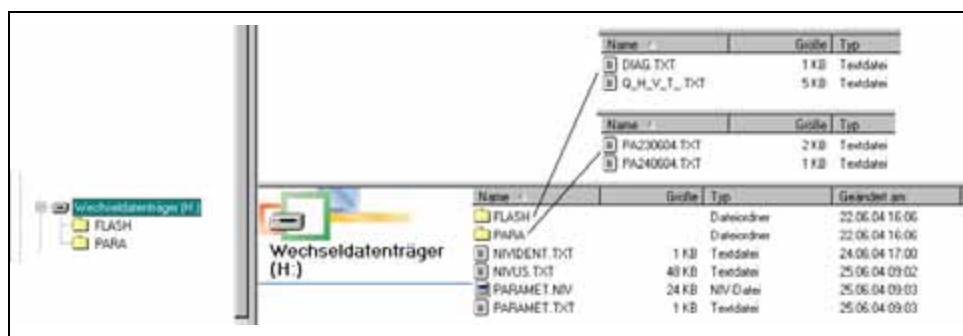 Name Größe Typ
DIAG.TXT 1 KB Textdatei
Q_H_V_T_.TXT 5 KB Textdatei
Name Größe Typ
PA230604.TXT 2 KB Textdatei
PA240604.TXT 1 KB Textdatei
Wechseldatenträger (H:)
FLASH
PARA
Wechseldatenträger
(H:)
Name Größe Typ Geändert am
FLASH Dateiordner 22.06.04 16:06
PARA Dateiordner 22.06.04 16:06
NIVIDENT.TXT 1 KB Textdatei 24.06.04 17:00
NIVUS.TXT 48 KB Textdatei 25.06.04 09:02
PARAMET.NIV 24 KB NIV-Datei 25.06.04 09:03
PARAMET.TXT 1 KB Textdatei 25.06.04 09:03